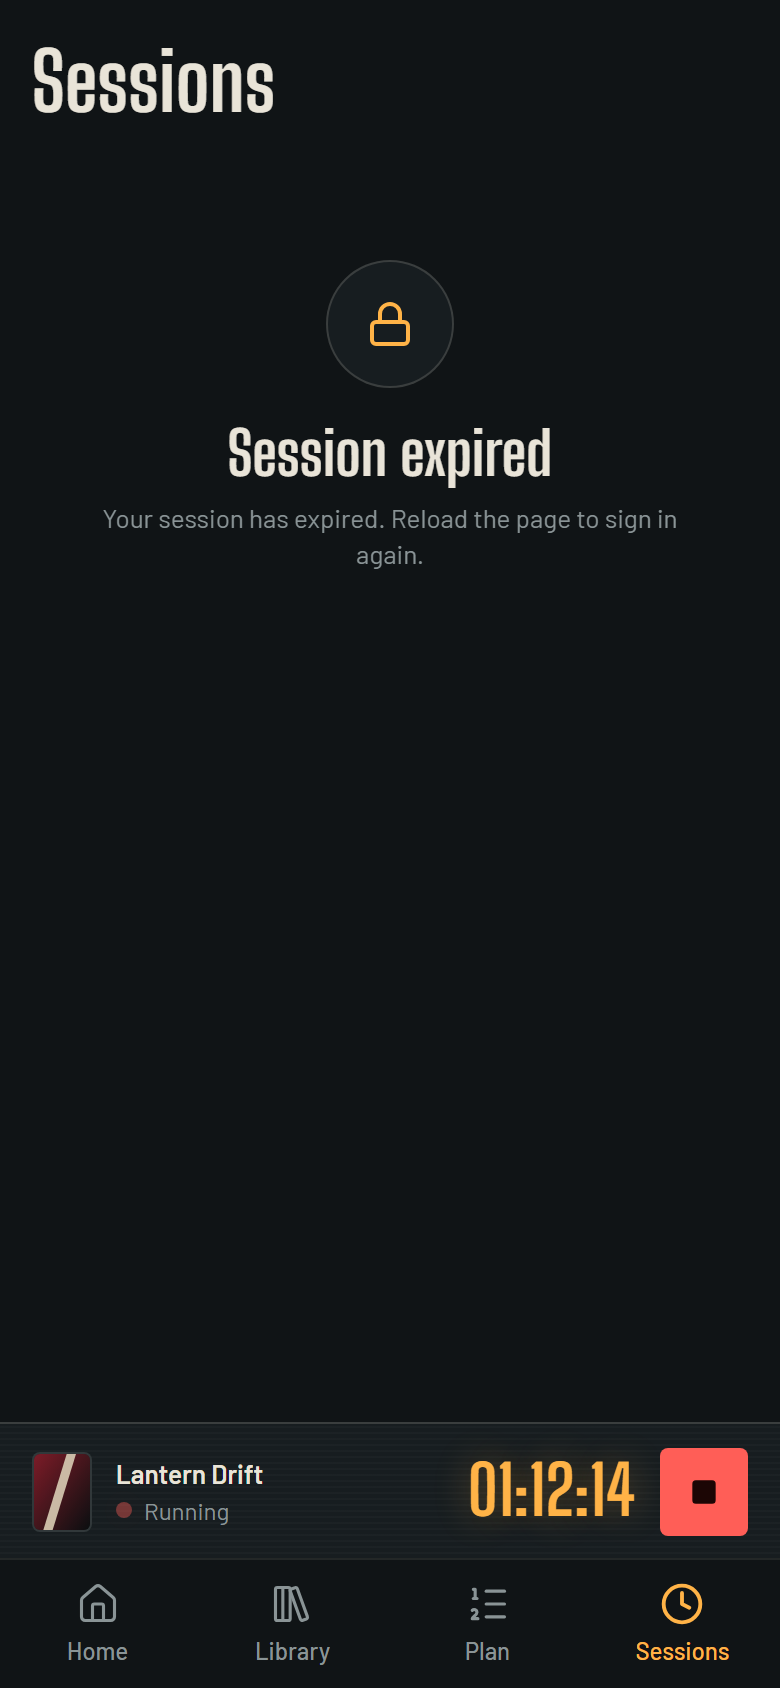 Sessions
Session expired
Your session has expired. Reload the page to sign in
again.
Lantern Drift
Running
01:12:14
Home
Library
Plan
Sessions